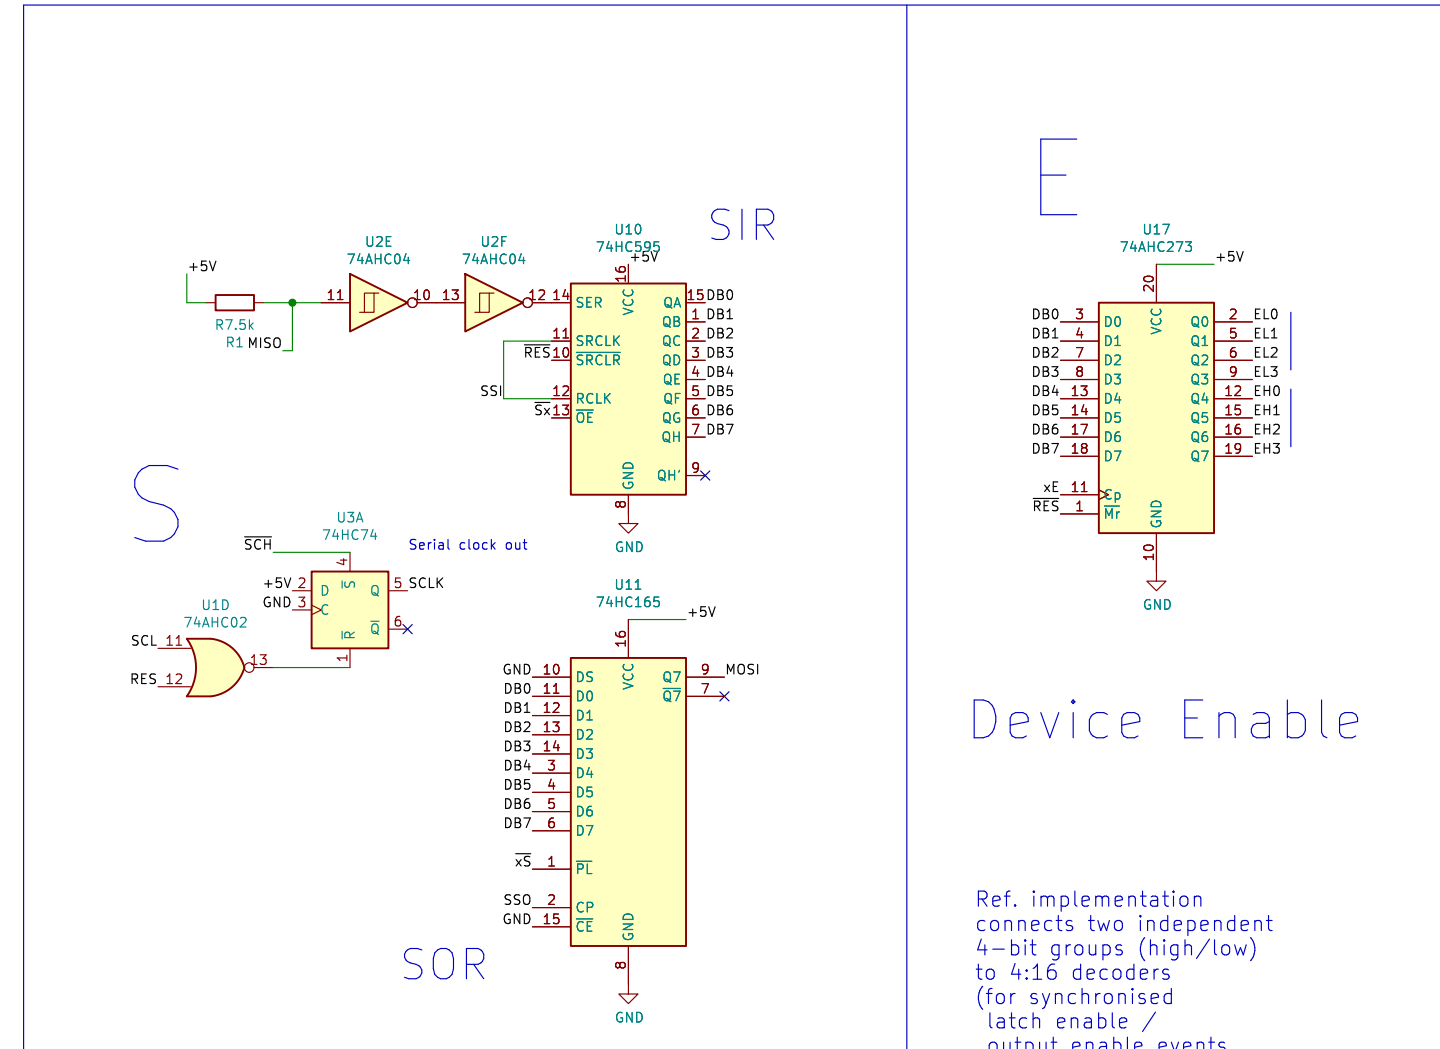 SIR
E
U10
74HC595
+5V
U2E
74AHC04
U2F
74AHC04
+5V
R7.5k
R1
MISO
11
10
13
12
14 SER
11 SRCLK
RES 10 SRCLR
SSI
12 RCLK
Sx 13 OE
16
VCC
QA 15 DB0
QB 1 DB1
QC 2 DB2
QD 3 DB3
QE 4 DB4
QF 5 DB5
QG 6 DB6
QH 7 DB7
QH' 9
GND
8
GND
U17
74AHC273
+5V
20
VCC
DB0 3 D0
DB1 4 D1
DB2 7 D2
DB3 8 D3
DB4 13 D4
DB5 14 D5
DB6 17 D6
DB7 18 D7
xE 11 Cp
RES 1 Mr
Q0 2 EL0
Q1 5 EL1
Q2 6 EL2
Q3 9 EL3
Q4 12 EH0
Q5 15 EH1
Q6 16 EH2
Q7 19 EH3
GND
10
GND
S
U3A
74HC74
SCH
Serial clock out
4
S
+5V 2 D
GND 3 C
Q 5 SCLK
Q 6
R
1
U1D
74AHC02
SCL 11
RES 12
13
U11
74HC165
+5V
16
VCC
GND 10 DS
DB0 11 D0
DB1 12 D1
DB2 13 D2
DB3 14 D3
DB4 3 D4
DB5 4 D5
DB6 5 D6
DB7 6 D7
xS 1 PL
SSO 2 CP
GND 15 CE
Q7 9 MOSI
Q7 7
GND
8
GND
SOR
Device Enable
Ref. implementation
connects two independent
4-bit groups (high/low)
to 4:16 decoders
(for synchronised
latch enable /
output enable events